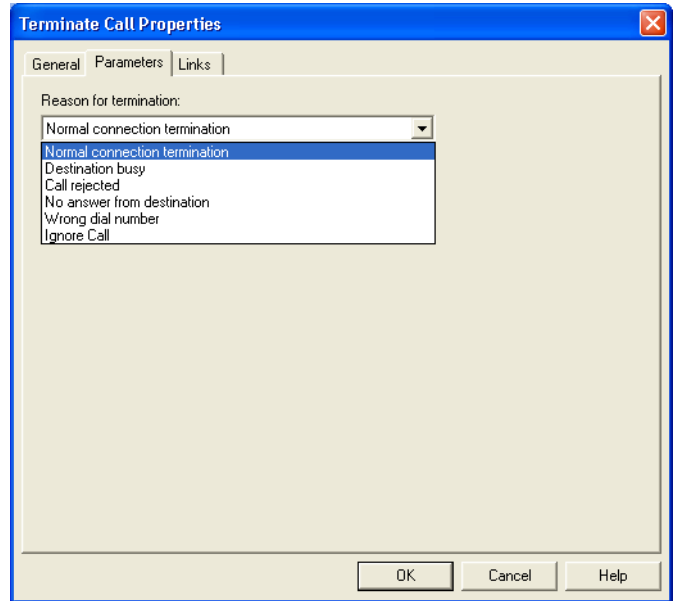 Terminate Call Properties
General Parameters Links
Reason for termination:
Normal connection termination
Normal connection termination
Destination busy
Call rejected
No answer from destination
Wrong dial number
Ignore Call
OK Cancel Help